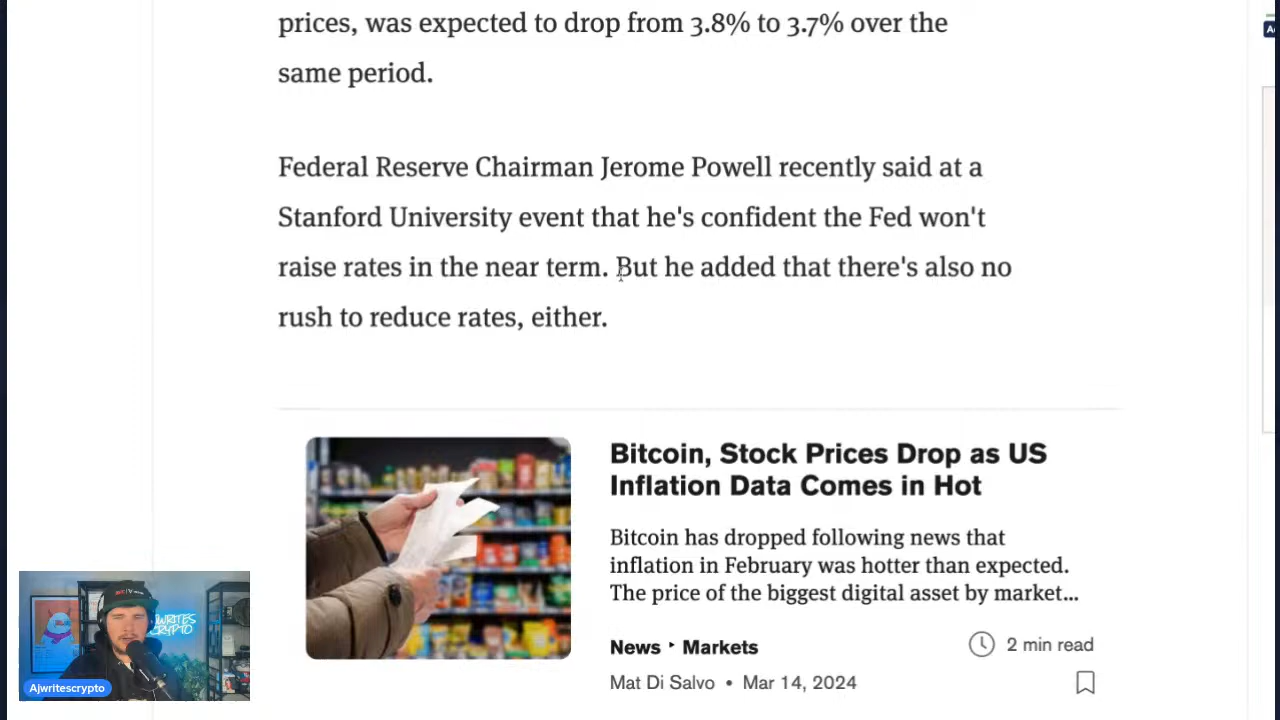 prices, was expected to drop from 3.8% to 3.7% over the
same period.
Federal Reserve Chairman Jerome Powell recently said at a
Stanford University event that he's confident the Fed won't
raise rates in the near term. But he added that there's also no
rush to reduce rates, either.
Bitcoin, Stock Prices Drop as US
Inflation Data Comes in Hot
Bitcoin has dropped following news that
inflation in February was hotter than expected.
The price of the biggest digital asset by market...
News ‣ Markets
2 min read
Mat Di Salvo • Mar 14, 2024
Ajwritescrypto